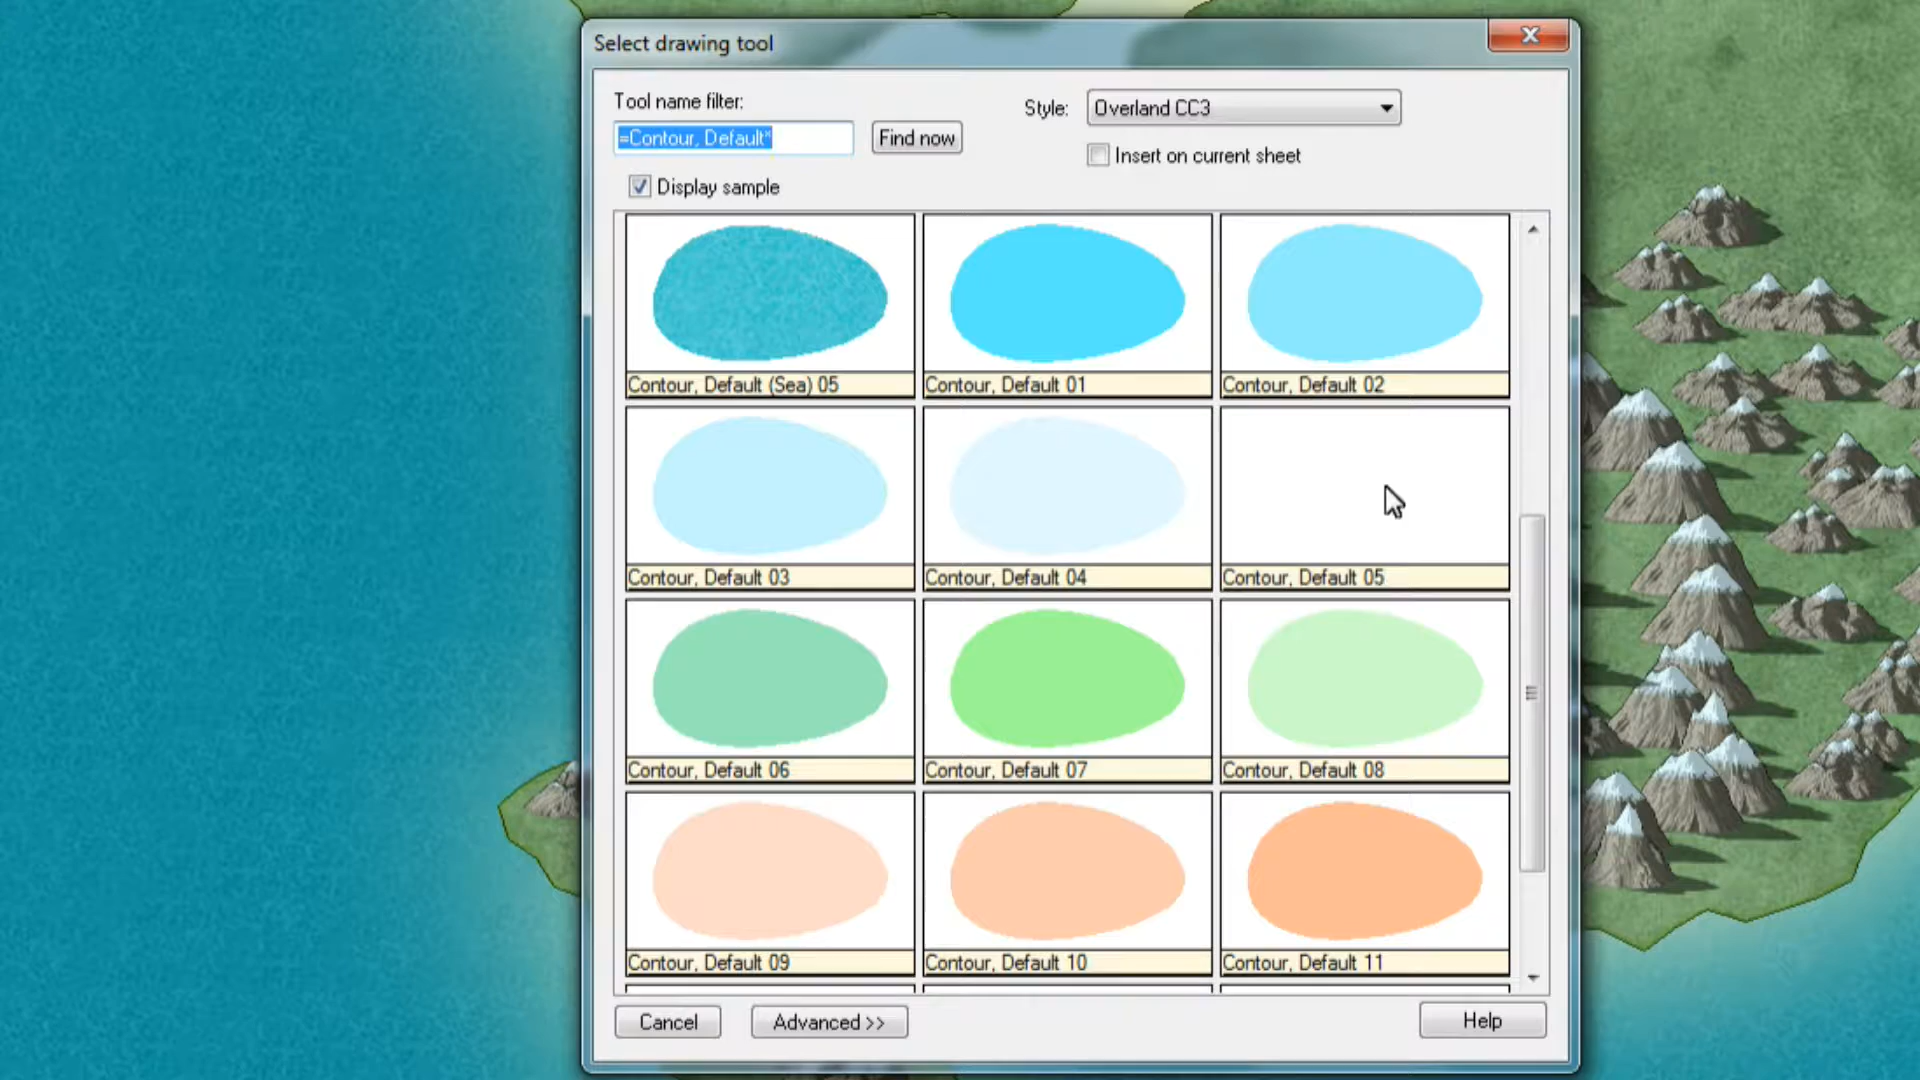 Select drawing tool
Tool name filter:
=Contour, Default*
Find now
Style:
Overland CC3
Insert on current sheet
Display sample
Contour, Default (Sea) 05
Contour, Default 01
Contour, Default 02
Contour, Default 03
Contour, Default 04
Contour, Default 05
Contour, Default 06
Contour, Default 07
Contour, Default 08
Contour, Default 09
Contour, Default 10
Contour, Default 11
Cancel
Advanced >>
Help